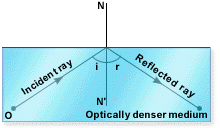 N
Incident ray
Reflected ray
i
r
N'
O
Optically denser medium